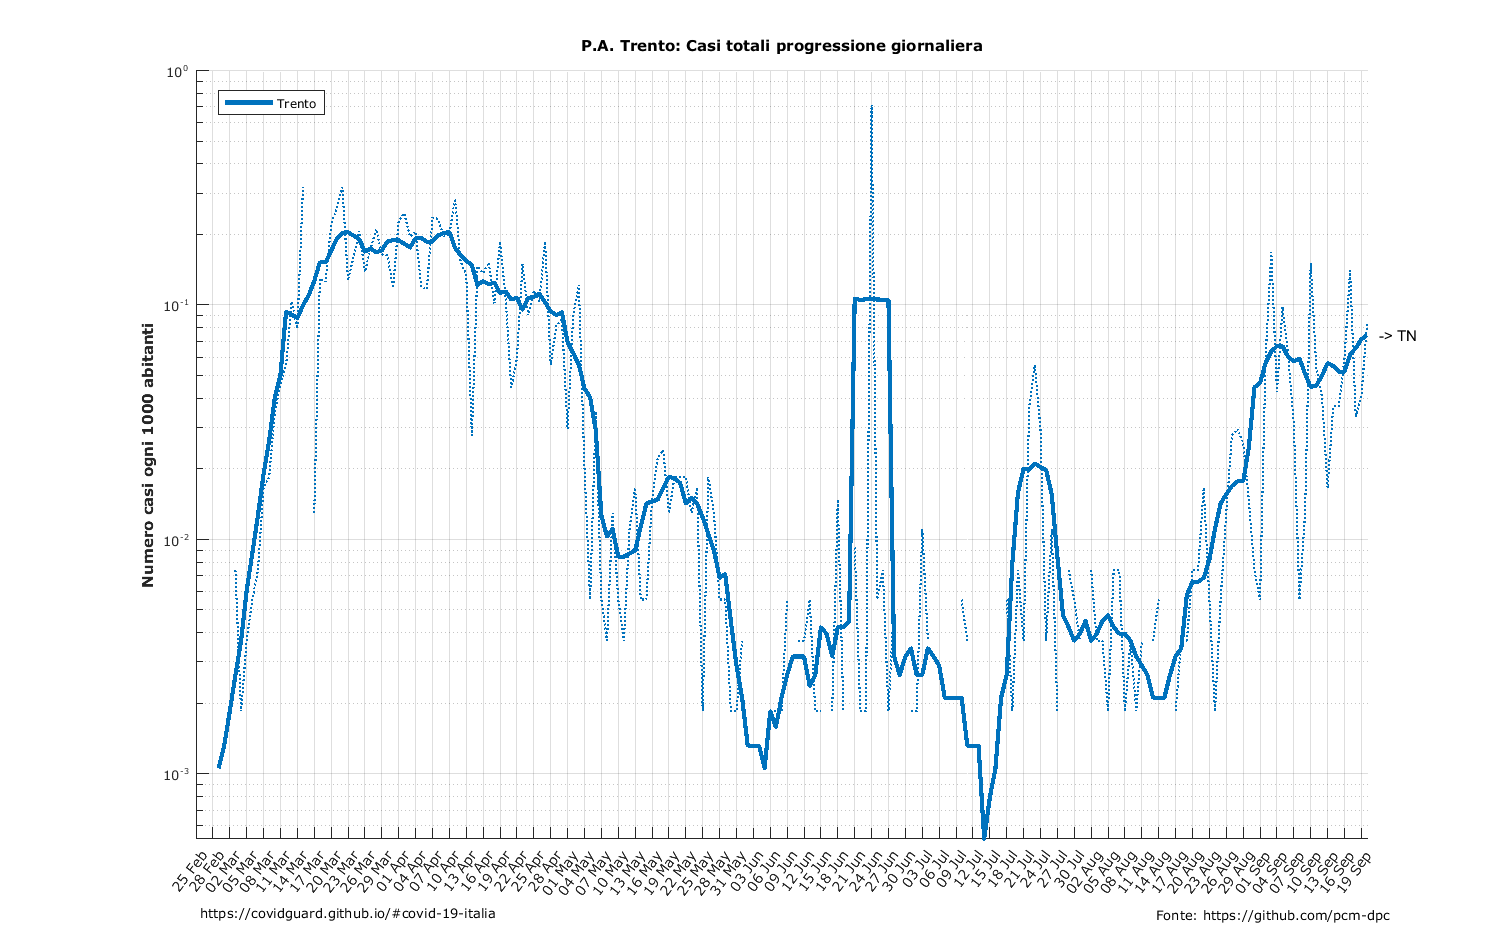 P.A. Trento: Casi totali progressione giornaliera
Trento
Numero casi ogni 1000 abitanti
10^0
10^-1
10^-2
10^-3
-> TN
25 Feb
28 Feb
02 Mar
05 Mar
08 Mar
11 Mar
14 Mar
17 Mar
20 Mar
23 Mar
26 Mar
29 Mar
01 Apr
04 Apr
07 Apr
10 Apr
13 Apr
16 Apr
19 Apr
22 Apr
25 Apr
28 Apr
01 May
04 May
07 May
10 May
13 May
16 May
19 May
22 May
25 May
28 May
31 May
03 Jun
06 Jun
09 Jun
12 Jun
15 Jun
18 Jun
21 Jun
24 Jun
27 Jun
30 Jun
03 Jul
06 Jul
09 Jul
12 Jul
15 Jul
18 Jul
21 Jul
24 Jul
27 Jul
30 Jul
02 Aug
05 Aug
08 Aug
11 Aug
14 Aug
17 Aug
20 Aug
23 Aug
26 Aug
29 Aug
01 Sep
04 Sep
07 Sep
10 Sep
13 Sep
16 Sep
19 Sep
https://covidguard.github.io/#covid-19-italia
Fonte: https://github.com/pcm-dpc